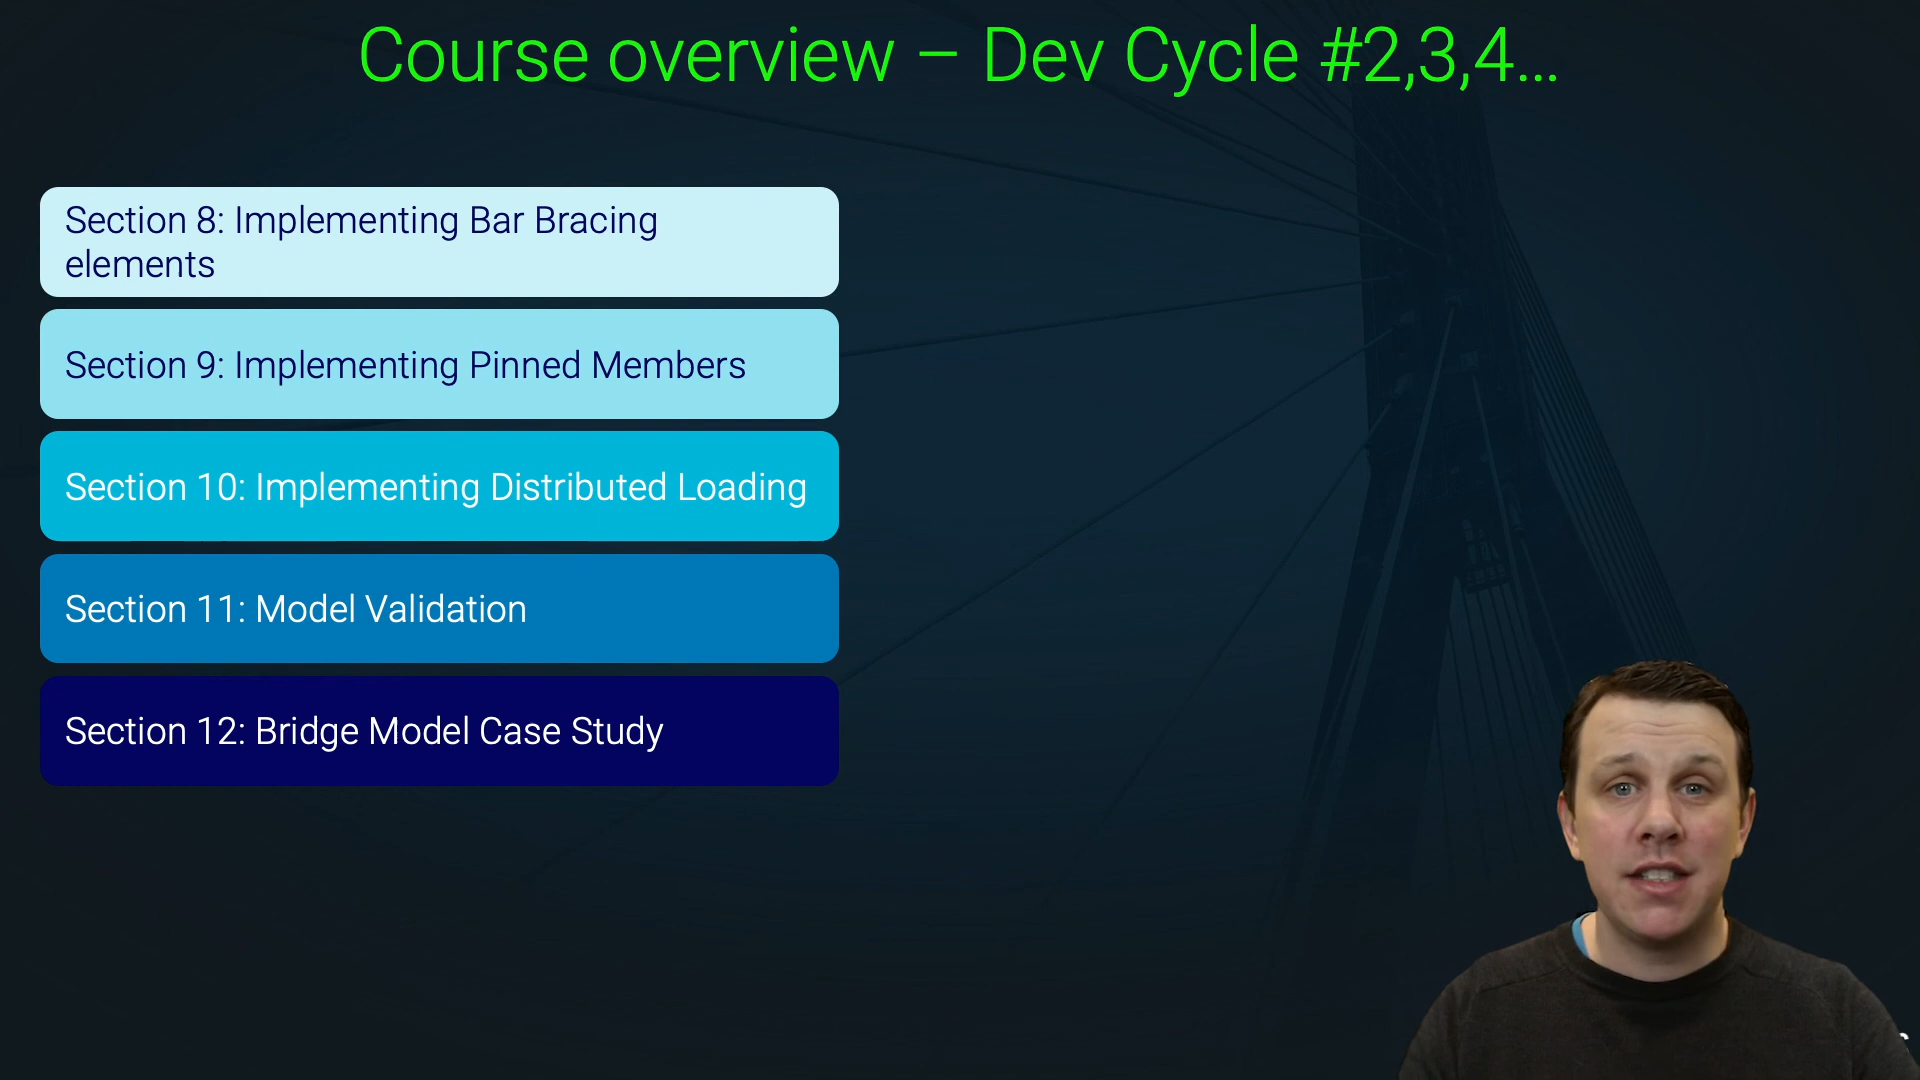 Course overview – Dev Cycle #2,3,4...
Section 8: Implementing Bar Bracing
elements
Section 9: Implementing Pinned Members
Section 10: Implementing Distributed Loading
Section 11: Model Validation
Section 12: Bridge Model Case Study